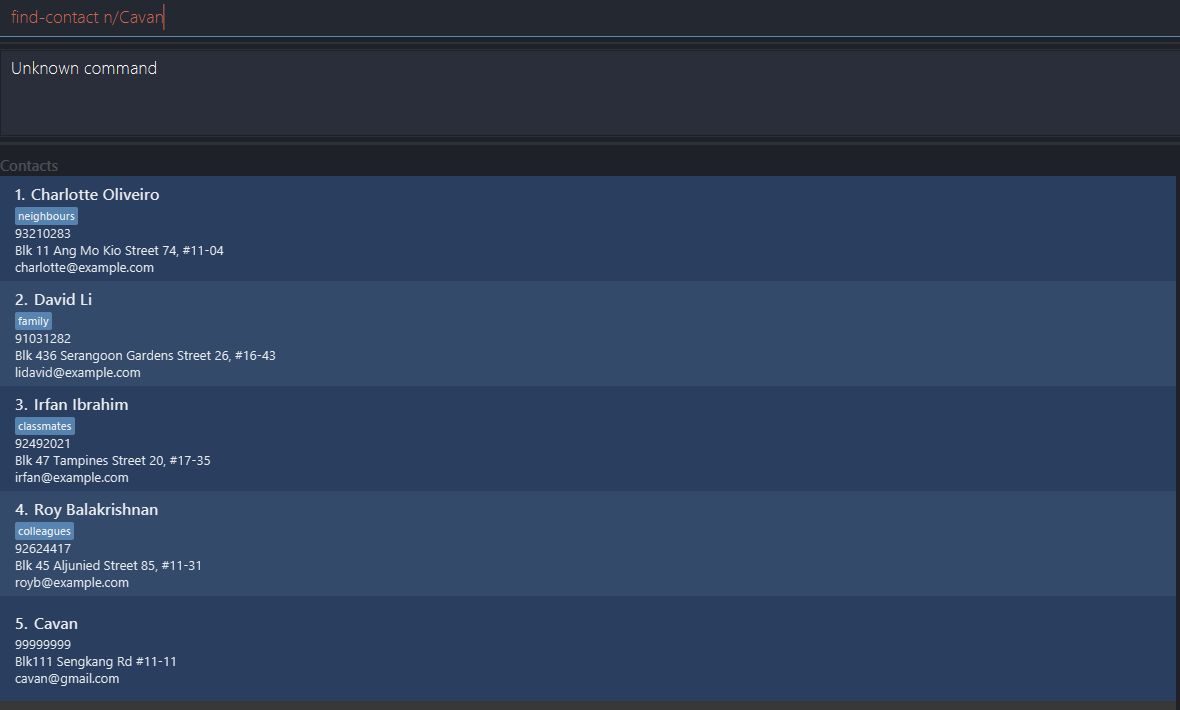 find-contact n/Cavan
Unknown command
Contacts
1. Charlotte Oliveiro
neighbours
93210283
Blk 11 Ang Mo Kio Street 74, #11-04
charlotte@example.com
2. David Li
family
91031282
Blk 436 Serangoon Gardens Street 26, #16-43
lidavid@example.com
3. Irfan Ibrahim
classmates
92492021
Blk 47 Tampines Street 20, #17-35
irfan@example.com
4. Roy Balakrishnan
colleagues
92624417
Blk 45 Aljunied Street 85, #11-31
royb@example.com
5. Cavan
99999999
Blk111 Sengkang Rd #11-11
cavan@gmail.com